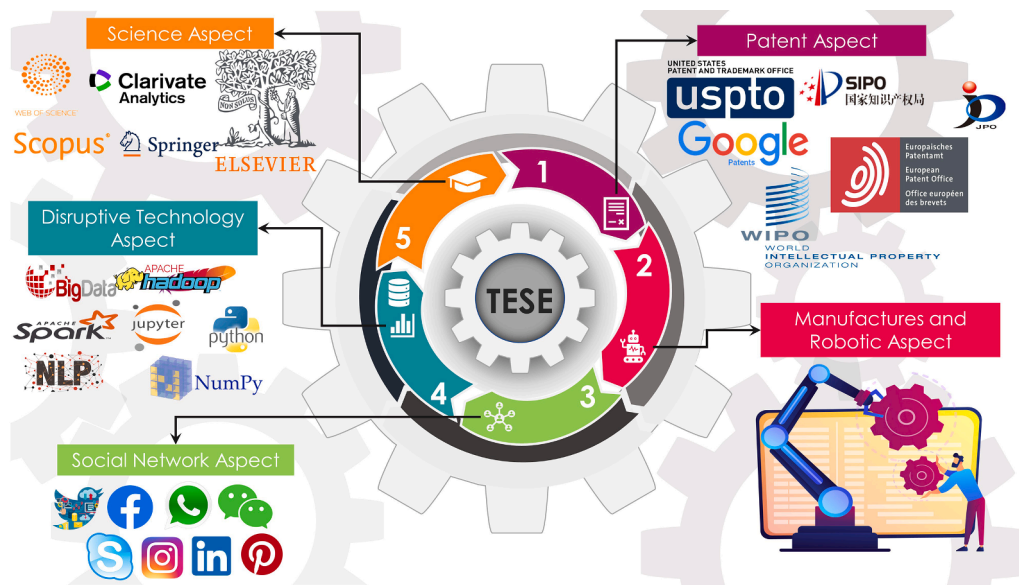 Science Aspect
WEB OF SCIENCE
Clarivate
Analytics
NON SOLUS
ELSEVIER
Scopus
Springer
Patent Aspect
UNITED STATES
PATENT AND TRADEMARK OFFICE
uspto
SIPO
国家知识产权局
JPO
Google
Patents
Europäisches
Patentamt
European
Patent Office
Office européen
des brevets
WIPO
WORLD
INTELLECTUAL PROPERTY
ORGANIZATION
Disruptive Technology
Aspect
BigData
APACHE
hadoop
APACHE
Spark
jupyter
python
NLP
NumPy
1
2
3
4
5
TESE
Manufactures and
Robotic Aspect
Social Network Aspect
f
S
in